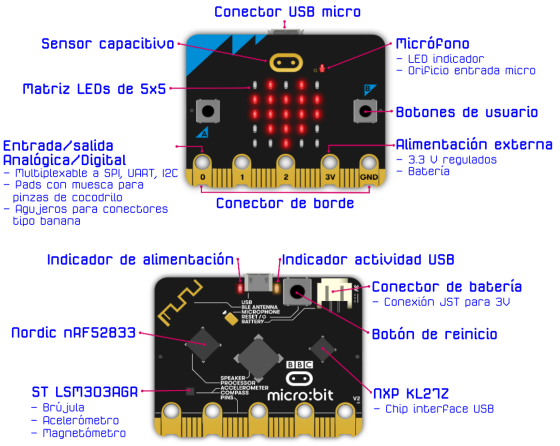 Conector USB micro
Sensor capacitivo
Micrófono
- LED indicador
- Orificio entrada micro
Matriz LEDs de 5x5
B
Botones de usuario
A
Entrada/salida
Analógica/Digital
- Multiplexable a SPI, UART, I2C
- Pads con muesca para
pinzas de cocodrilo
- Agujeros para conectores
tipo banana
Alimentación externa
- 3.3 V regulados
- Batería
0 1 2 3V GND
Conector de borde
Indicador de alimentación
Indicador actividad USB
Conector de batería
- Conexión JST para 3V
3V
USB
BLE ANTENNA
MICROPHONE
RESET/
BATTERY
Botón de reinicio
Nordic nRF52833
BBC
micro:bit
SPEAKER
PROCESSOR
ACCELEROMETER
COMPASS
PINS
V2
ST LSM303AGR
- Brújula
- Acelerómetro
- Magnetómetro
NXP KL27Z
- Chip interface USB